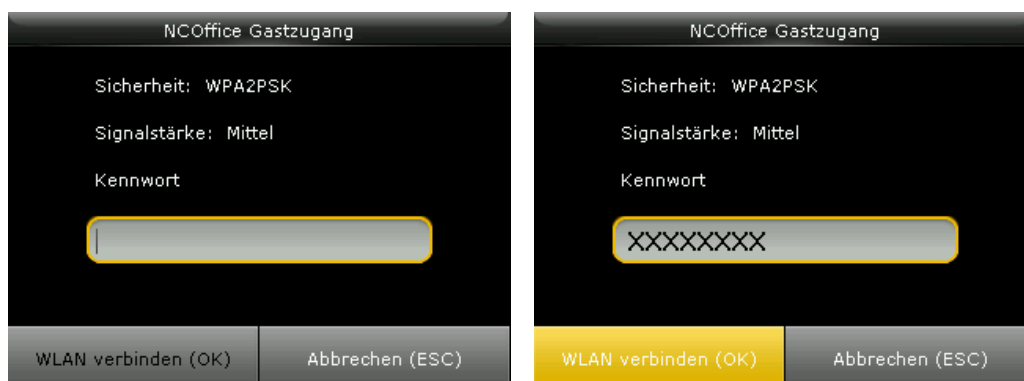 NCOffice Gastzugang
Sicherheit: WPA2PSK
Signalstärke: Mittel
Kennwort
WLAN verbinden (OK)
Abbrechen (ESC)
NCOffice Gastzugang
Sicherheit: WPA2PSK
Signalstärke: Mittel
Kennwort
XXXXXXXX
WLAN verbinden (OK)
Abbrechen (ESC)